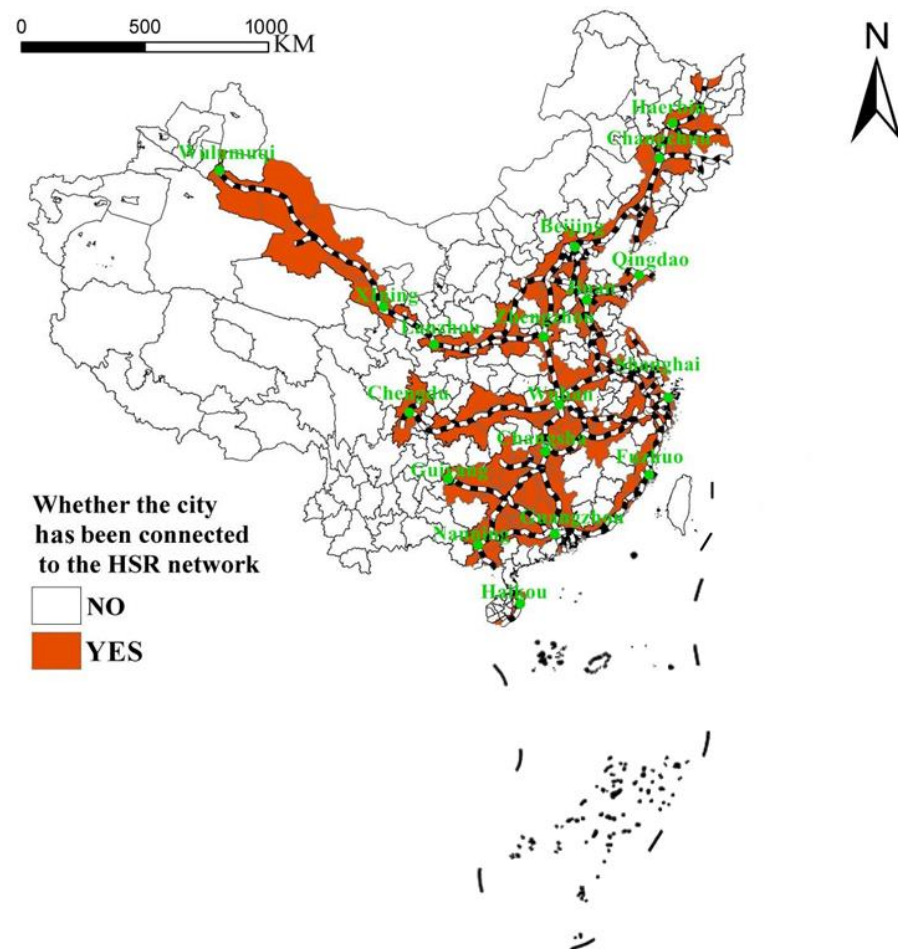 0 500 1000
KM
N
Haerbin
Changchun
Wulumuqi
Beijing
Qingdao
Jinan
Xining
Zhengzhou
Lanzhou
Shanghai
Chengdu
Wuhan
Changsha
Guiyang
Fuzhuo
Guangzhou
Nanning
Haikou
Whether the city
has been connected
to the HSR network
NO
YES